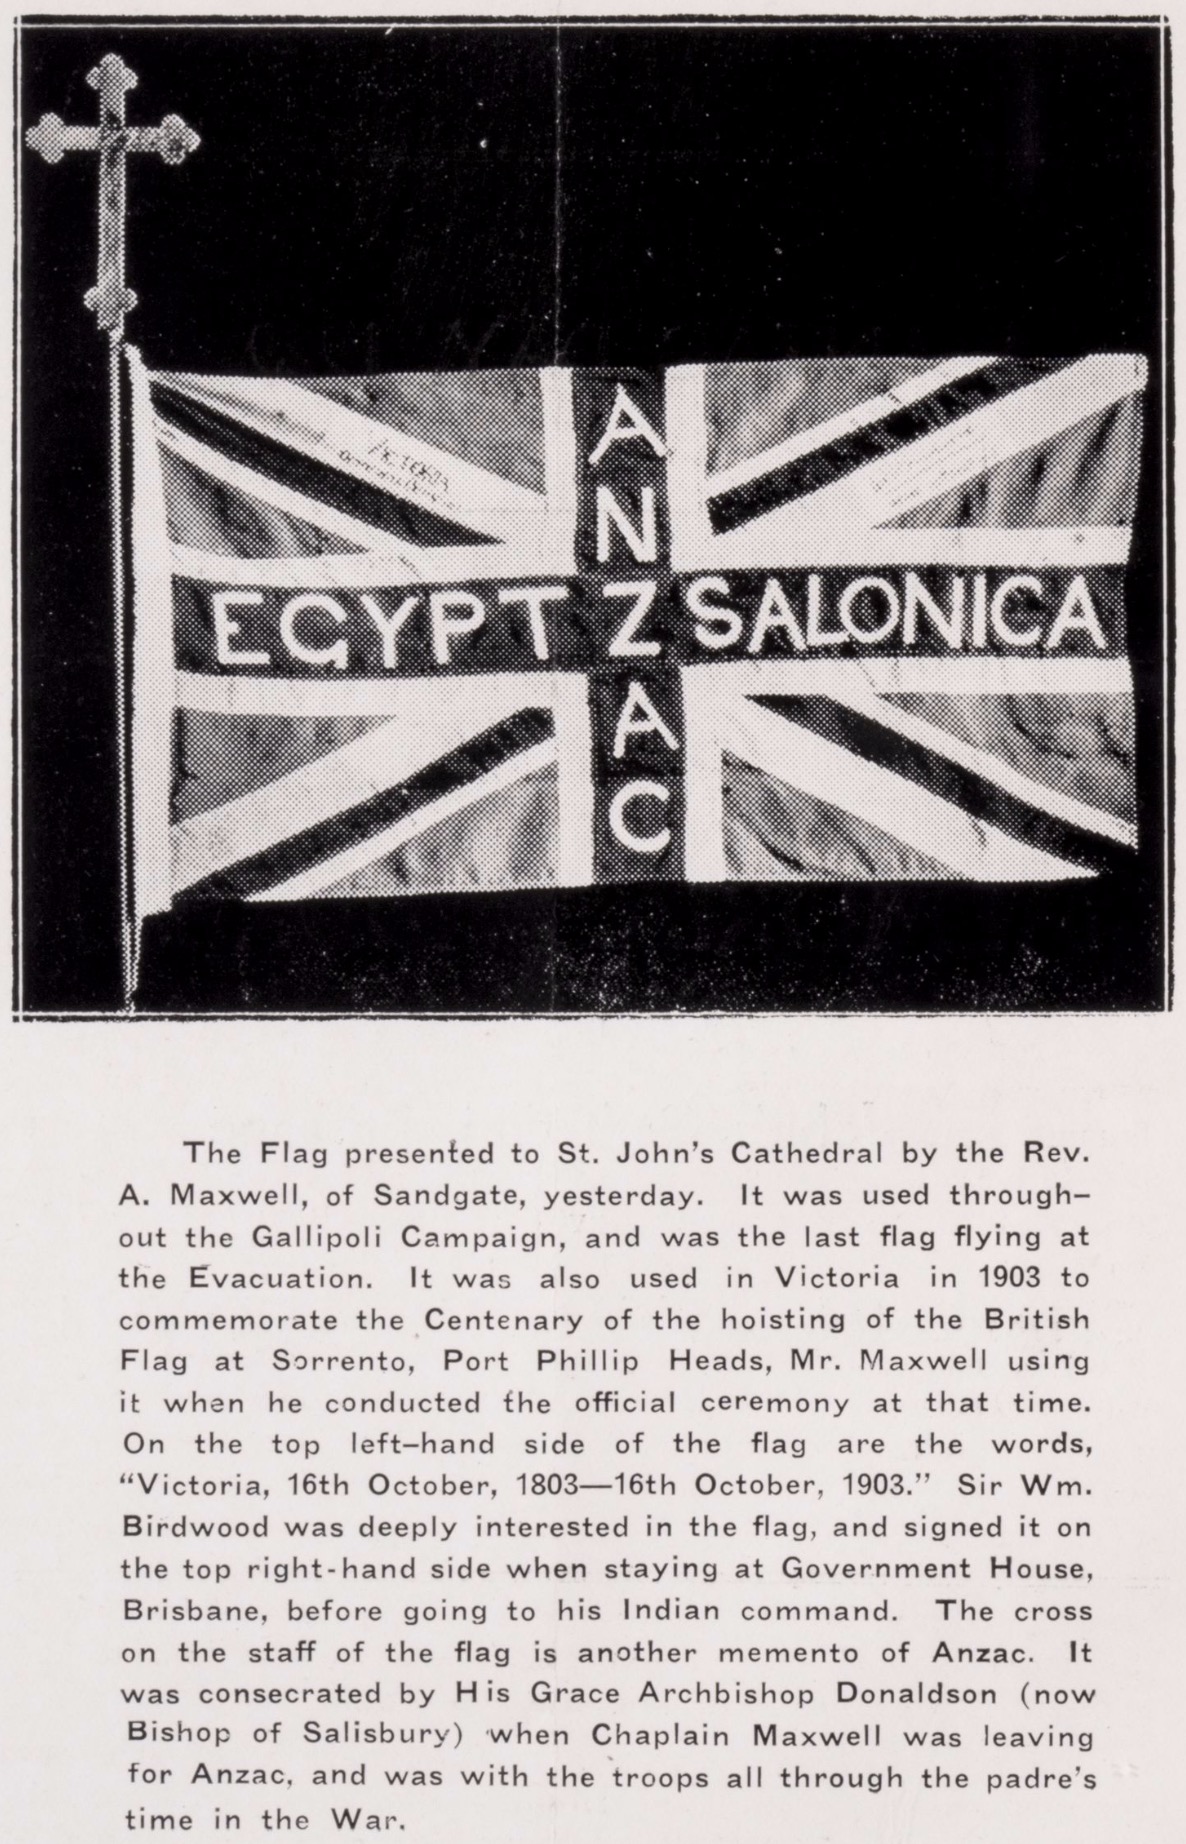 ANZAC
EGYPT SALONICA
The Flag presented to St. John's Cathedral by the Rev.
A. Maxwell, of Sandgate, yesterday. It was used through-
out the Gallipoli Campaign, and was the last flag flying at
the Evacuation. It was also used in Victoria in 1903 to
commemorate the Centenary of the hoisting of the British
Flag at Sorrento, Port Phillip Heads, Mr. Maxwell using
it when he conducted the official ceremony at that time.
On the top left-hand side of the flag are the words,
“Victoria, 16th October, 1803—16th October, 1903.” Sir Wm.
Birdwood was deeply interested in the flag, and signed it on
the top right-hand side when staying at Government House,
Brisbane, before going to his Indian command. The cross
on the staff of the flag is another memento of Anzac. It
was consecrated by His Grace Archbishop Donaldson (now
Bishop of Salisbury) when Chaplain Maxwell was leaving
for Anzac, and was with the troops all through the padre's
time in the War.